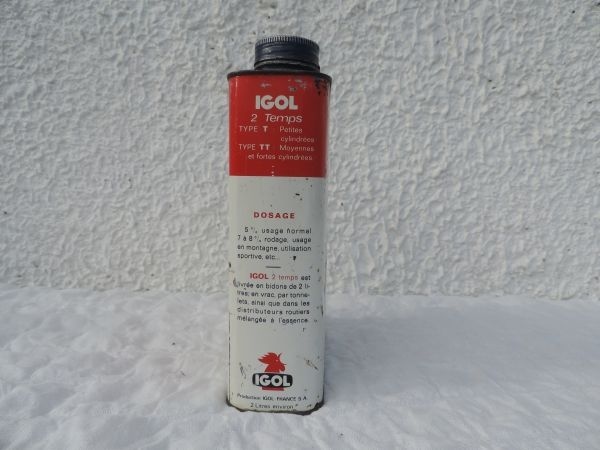 IGOL
2 Temps
TYPE T : Petites
cylindrées
TYPE TT : Moyennes
et fortes cylindrées.
DOSAGE
5 % usage normal
7 à 8 % rodage, usage
en montagne, utilisation
sportive, etc...
IGOL 2 temps est
livrée en bidons de 2 li-
tres; en vrac, par tonne-
lets, ainsi que dans les
distributeurs routiers
mélangée à l'essence.
IGOL
Production IGOL-FRANCE S.A.
2 Litres environ